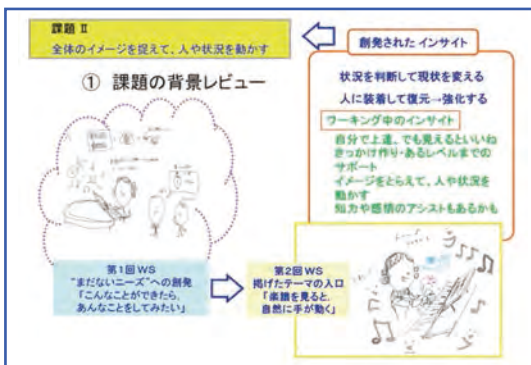 課題 II
全体のイメージを捉えて、人や状況を動かす
創発された インサイト
① 課題の背景レビュー
状況を判断して現状を変える
人に装着して復元→強化する
ワーキング中のインサイト
自分で上達、でも覚えるといいね
きっかけ作り・あるレベルまでの
サポート
イメージをとらえて、人や状況を
動かす
知力や感情のアシストもあるかも
第1回 WS
"まだないニーズ"への創発
「こんなことができたら、
あんなことをしてみたい」
第2回 WS
掲げたテーマの入口
「楽譜を見ると、
自然に手が動く」